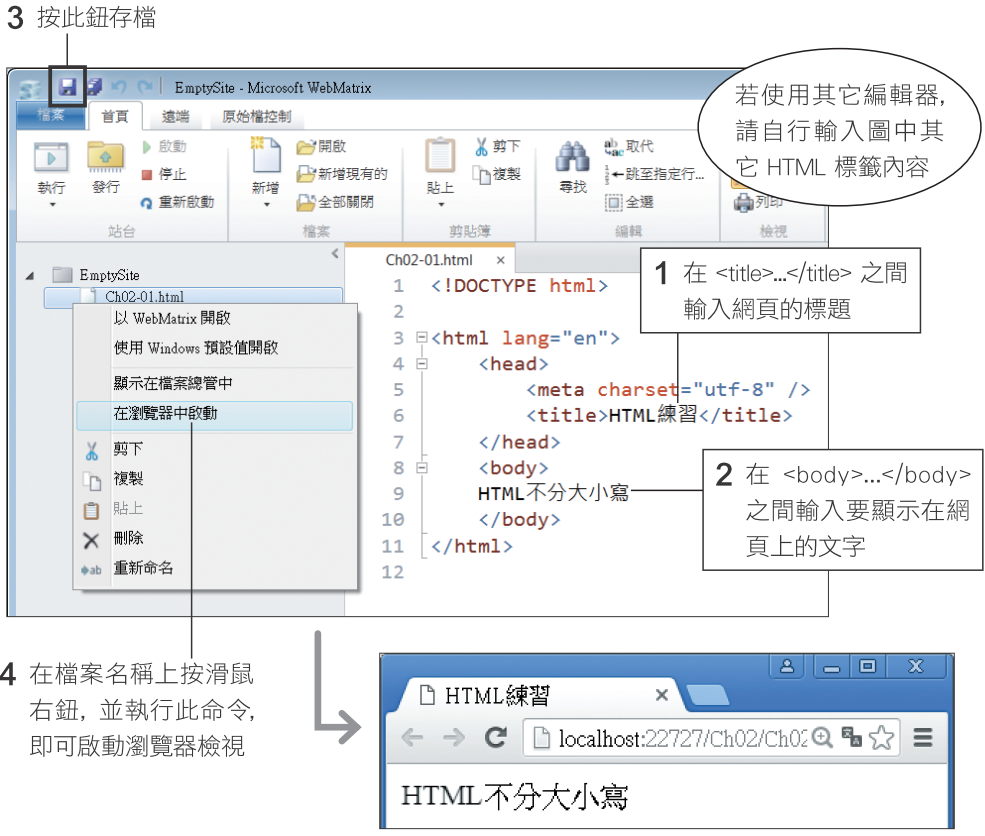 3 按此鈕存檔
EmptySite - Microsoft WebMatrix
若使用其它編輯器,
請自行輸入圖中其
它 HTML 標籤內容
檔案 首頁 遠端 原始檔控制
執行
發行
啟動
停止
重新啟動
站台
新增
開啟
新增現有的
全部關閉
檔案
貼上
剪下
複製
剪貼簿
尋找
取代
跳至指定行...
全選
編輯
列印
檢視
EmptySite
Ch02-01.html
以 WebMatrix 開啟
使用 Windows 預設值開啟
顯示在檔案總管中
在瀏覽器中啟動
剪下
複製
貼上
刪除
重新命名
Ch02-01.html ×
1 <!DOCTYPE html>
2
3 <html lang="en">
4 <head>
5 <meta charset="utf-8" />
6 <title>HTML練習</title>
7 </head>
8 <body>
9 HTML不分大小寫
10 </body>
11 </html>
12
1 在 <title>...</title> 之間
輸入網頁的標題
2 在 <body>...</body>
之間輸入要顯示在網
頁上的文字
4 在檔案名稱上按滑鼠
右鈕, 並執行此命令,
即可啟動瀏覽器檢視
HTML練習 ×
localhost:22727/Ch02/Ch02
HTML不分大小寫